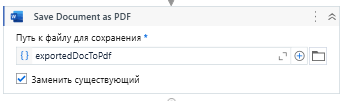 Save Document as PDF
Путь к файлу для сохранения *
exportedDocToPdf
Заменить существующий